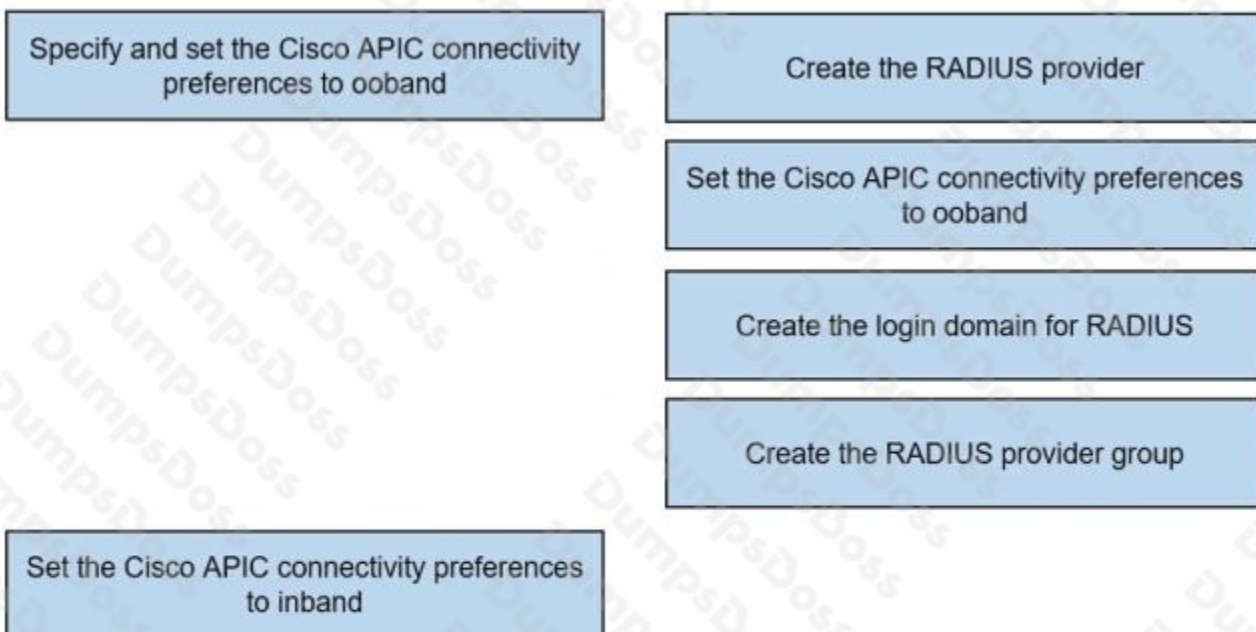 Specify and set the Cisco APIC connectivity
preferences to ooband
Create the RADIUS provider
Set the Cisco APIC connectivity preferences
to ooband
Create the login domain for RADIUS
Create the RADIUS provider group
Set the Cisco APIC connectivity preferences
to inband
DumpsDoss